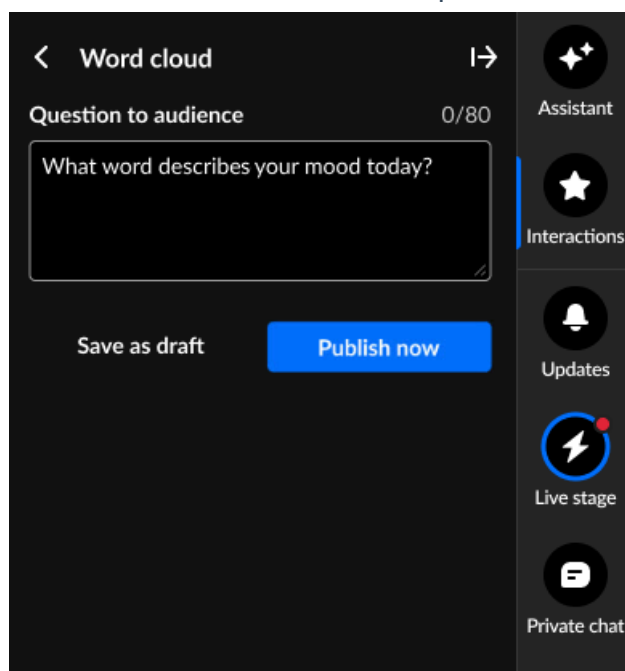 Word cloud
Question to audience 0/80
What word describes your mood today?
Save as draft Publish now
Assistant
Interactions
Updates
Live stage
Private chat